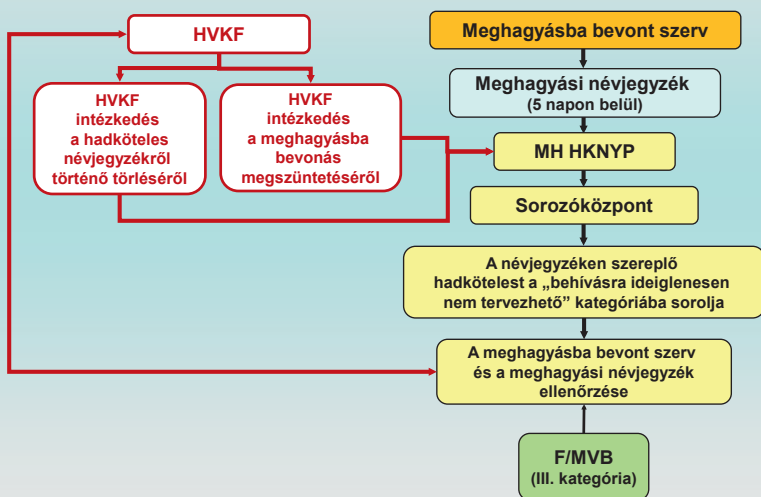 HVKF
HVKF
intézkedés
a hadköteles
névjegyzékről
történő törléséről
HVKF
intézkedés
a meghagyásba
bevonás
megszüntetéséről
Meghagyásba bevont szerv
Meghagyási névjegyzék
(5 napon belül)
MH HKNYP
Sorozóközpont
A névjegyzéken szereplő
hadkötelest a „behívásra ideiglenesen
nem tervezhető” kategóriába sorolja
A meghagyásba bevont szerv
és a meghagyási névjegyzék
ellenőrzése
F/MVB
(III. kategória)